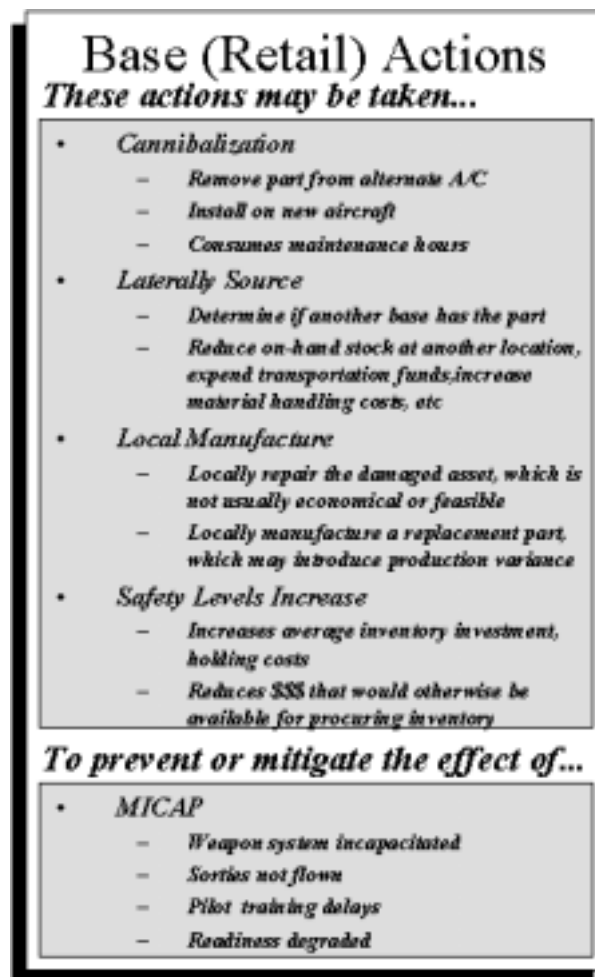 Base (Retail) Actions
These actions may be taken...
• Cannibalization
– Remove part from alternate A/C
– Install on new aircraft
– Consumes maintenance hours
• Laterally Source
– Determine if another base has the part
– Reduce on-hand stock at another location,
expend transportation funds,increase
material handling costs, etc
• Local Manufacture
– Locally repair the damaged asset, which is
not usually economical or feasible
– Locally manufacture a replacement part,
which may introduce production variance
• Safety Levels Increase
– Increases average inventory investment,
holding costs
– Reduces $$$ that would otherwise be
available for procuring inventory
To prevent or mitigate the effect of...
• MICAP
– Weapon system incapacitated
– Sorties not flown
– Pilot training delays
– Readiness degraded